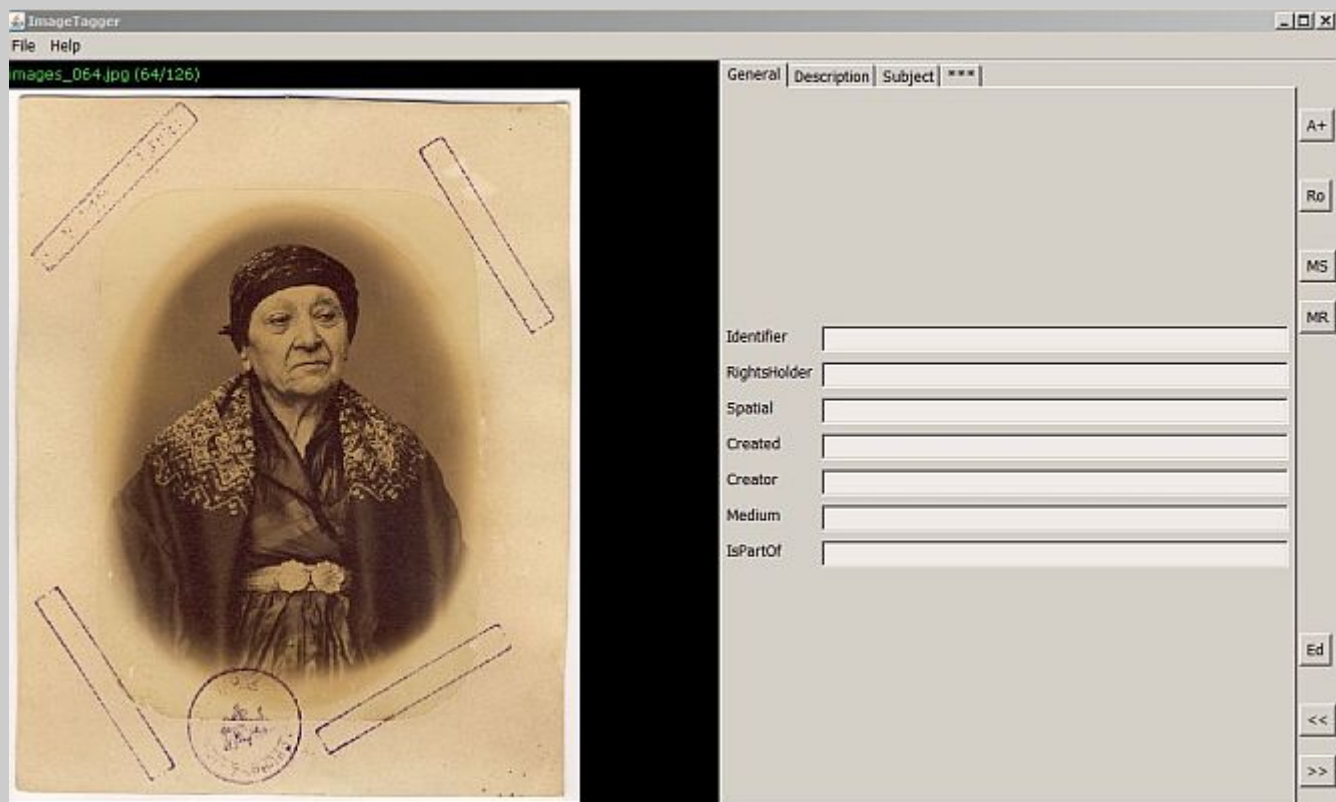 ImageTagger
File Help
images_064.jpg (64/126)
General Description Subject ***
A+
Ro
MS
MR
Identifier
RightsHolder
Spatial
Created
Creator
Medium
IsPartOf
Ed
<<
>>